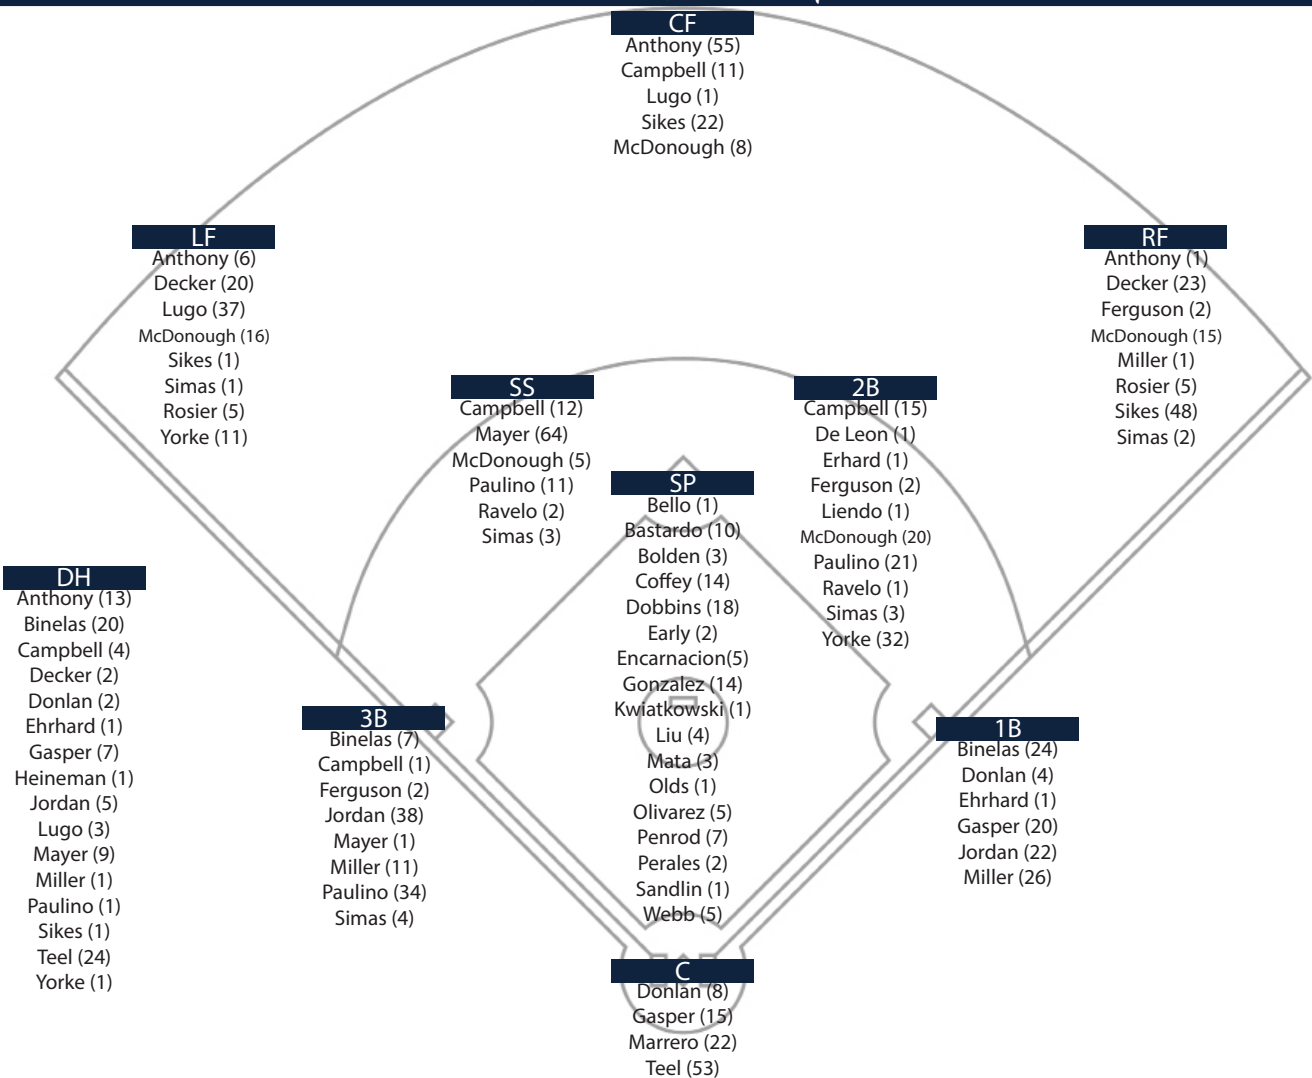 CF
Anthony (55)
Campbell (11)
Lugo (1)
Sikes (22)
McDonough (8)
LF
Anthony (6)
Decker (20)
Lugo (37)
McDonough (16)
Sikes (1)
Simas (1)
Rosier (5)
Yorke (11)
RF
Anthony (1)
Decker (23)
Ferguson (2)
McDonough (15)
Miller (1)
Rosier (5)
Sikes (48)
Simas (2)
SS
Campbell (12)
Mayer (64)
McDonough (5)
Paulino (11)
Ravelo (2)
Simas (3)
2B
Campbell (15)
De Leon (1)
Erhard (1)
Ferguson (2)
Liendo (1)
McDonough (20)
Paulino (21)
Ravelo (1)
Simas (3)
Yorke (32)
SP
Bello (1)
Bastardo (10)
Bolden (3)
Coffey (14)
Dobbins (18)
Early (2)
Encarnacion(5)
Gonzalez (14)
Kwiatkowski (1)
Liu (4)
Mata (3)
Olds (1)
Olivarez (5)
Penrod (7)
Perales (2)
Sandlin (1)
Webb (5)
DH
Anthony (13)
Binelas (20)
Campbell (4)
Decker (2)
Donlan (2)
Ehrhard (1)
Gasper (7)
Heineman (1)
Jordan (5)
Lugo (3)
Mayer (9)
Miller (1)
Paulino (1)
Sikes (1)
Teel (24)
Yorke (1)
3B
Binelas (7)
Campbell (1)
Ferguson (2)
Jordan (38)
Mayer (1)
Miller (11)
Paulino (34)
Simas (4)
1B
Binelas (24)
Donlan (4)
Ehrhard (1)
Gasper (20)
Jordan (22)
Miller (26)
C
Donlan (8)
Gasper (15)
Marrero (22)
Teel (53)